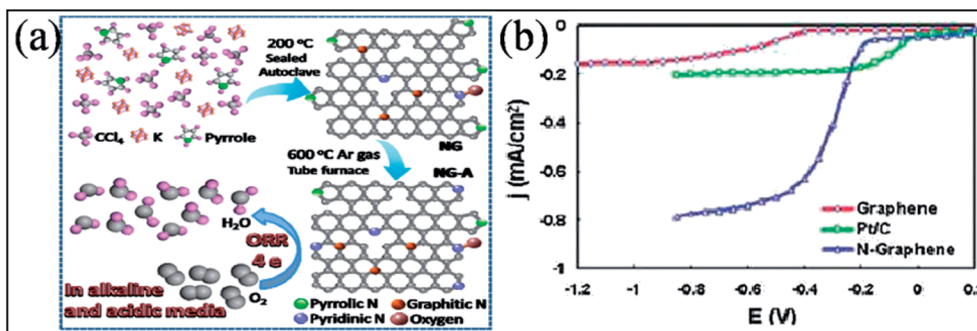 (a)
200 °C
Sealed
Autoclave
CCl4 K Pyrrole
NG
600 °C Ar gas
Tube furnace
NG-A
H2O
ORR
4 e
O2
In alkaline
and acidic media
Pyrrolic N Graphitic N
Pyridinic N Oxygen
(b)
0
-0.2
-0.4
-0.6
-0.8
-1
j (mA/cm²)
Graphene
Pt/C
N-Graphene
-1.2 -1 -0.8 -0.6 -0.4 -0.2 0 0.2
E (V)